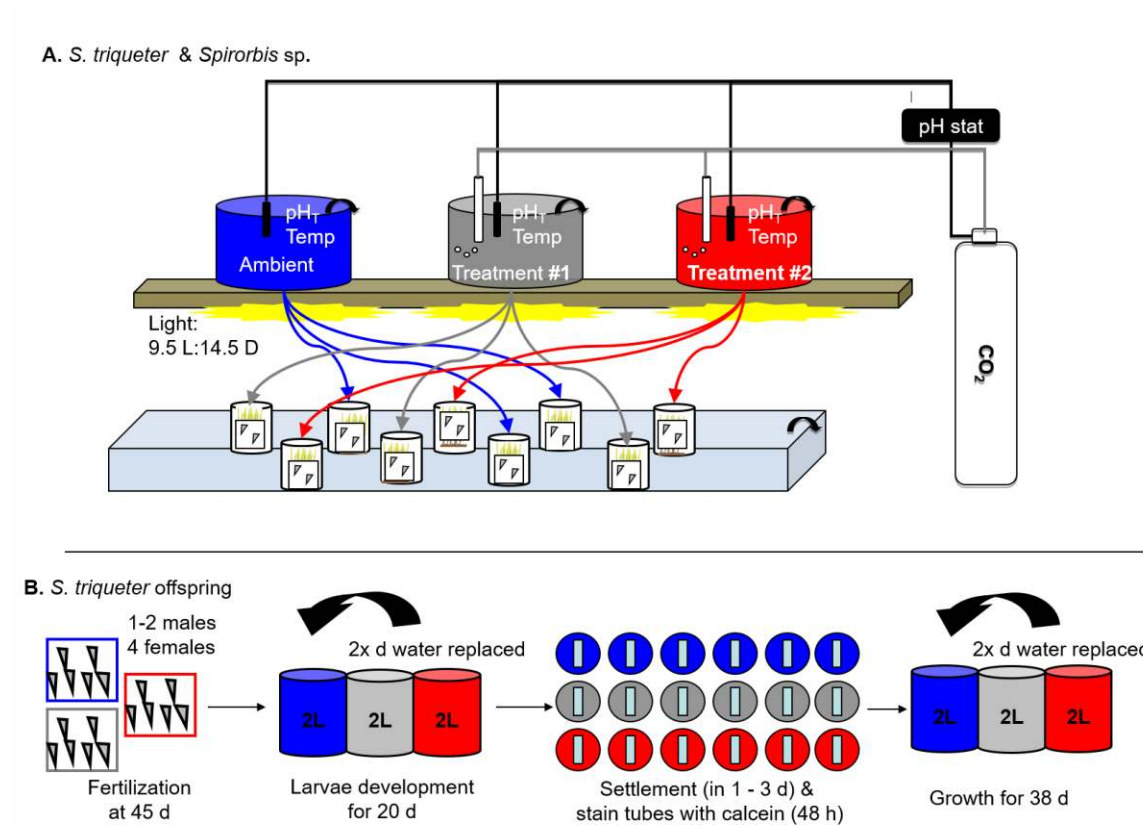 A. S. triqueter & Spirorbis sp.
pH stat
pH_T
Temp
Ambient
pH_T
Temp
Treatment #1
pH_T
Temp
Treatment #2
Light:
9.5 L:14.5 D
CO₂
B. S. triqueter offspring
1-2 males
4 females
2x d water replaced
2x d water replaced
2L
2L
2L
2L
2L
2L
Fertilization
at 45 d
Larvae development
for 20 d
Settlement (in 1 - 3 d) &
stain tubes with calcein (48 h)
Growth for 38 d